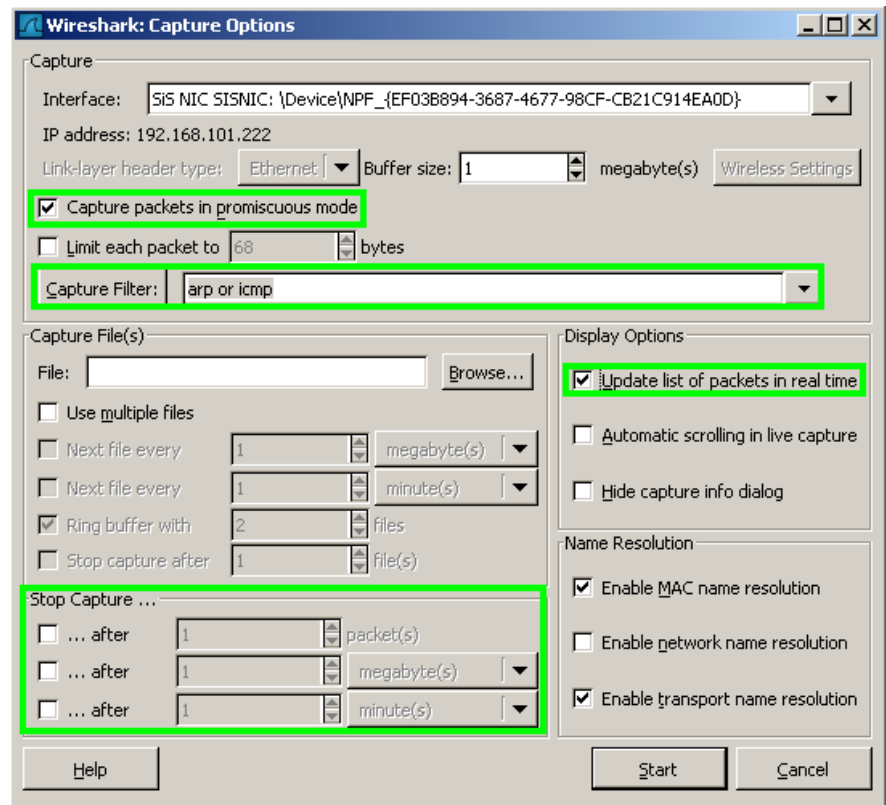 Wireshark: Capture Options
Capture
Interface: SiS NIC SISNIC: \Device\NPF_{EF03B894-3687-4677-98CF-CB21C914EA0D}
IP address: 192.168.101.222
Link-layer header type: Ethernet Buffer size: 1 megabyte(s) Wireless Settings
Capture packets in promiscuous mode
Limit each packet to 68 bytes
Capture Filter: arp or icmp
Capture File(s)
File: Browse...
Use multiple files
Next file every 1 megabyte(s)
Next file every 1 minute(s)
Ring buffer with 2 files
Stop capture after 1 file(s)
Stop Capture ...
... after 1 packet(s)
... after 1 megabyte(s)
... after 1 minute(s)
Display Options
Update list of packets in real time
Automatic scrolling in live capture
Hide capture info dialog
Name Resolution
Enable MAC name resolution
Enable network name resolution
Enable transport name resolution
Help Start Cancel